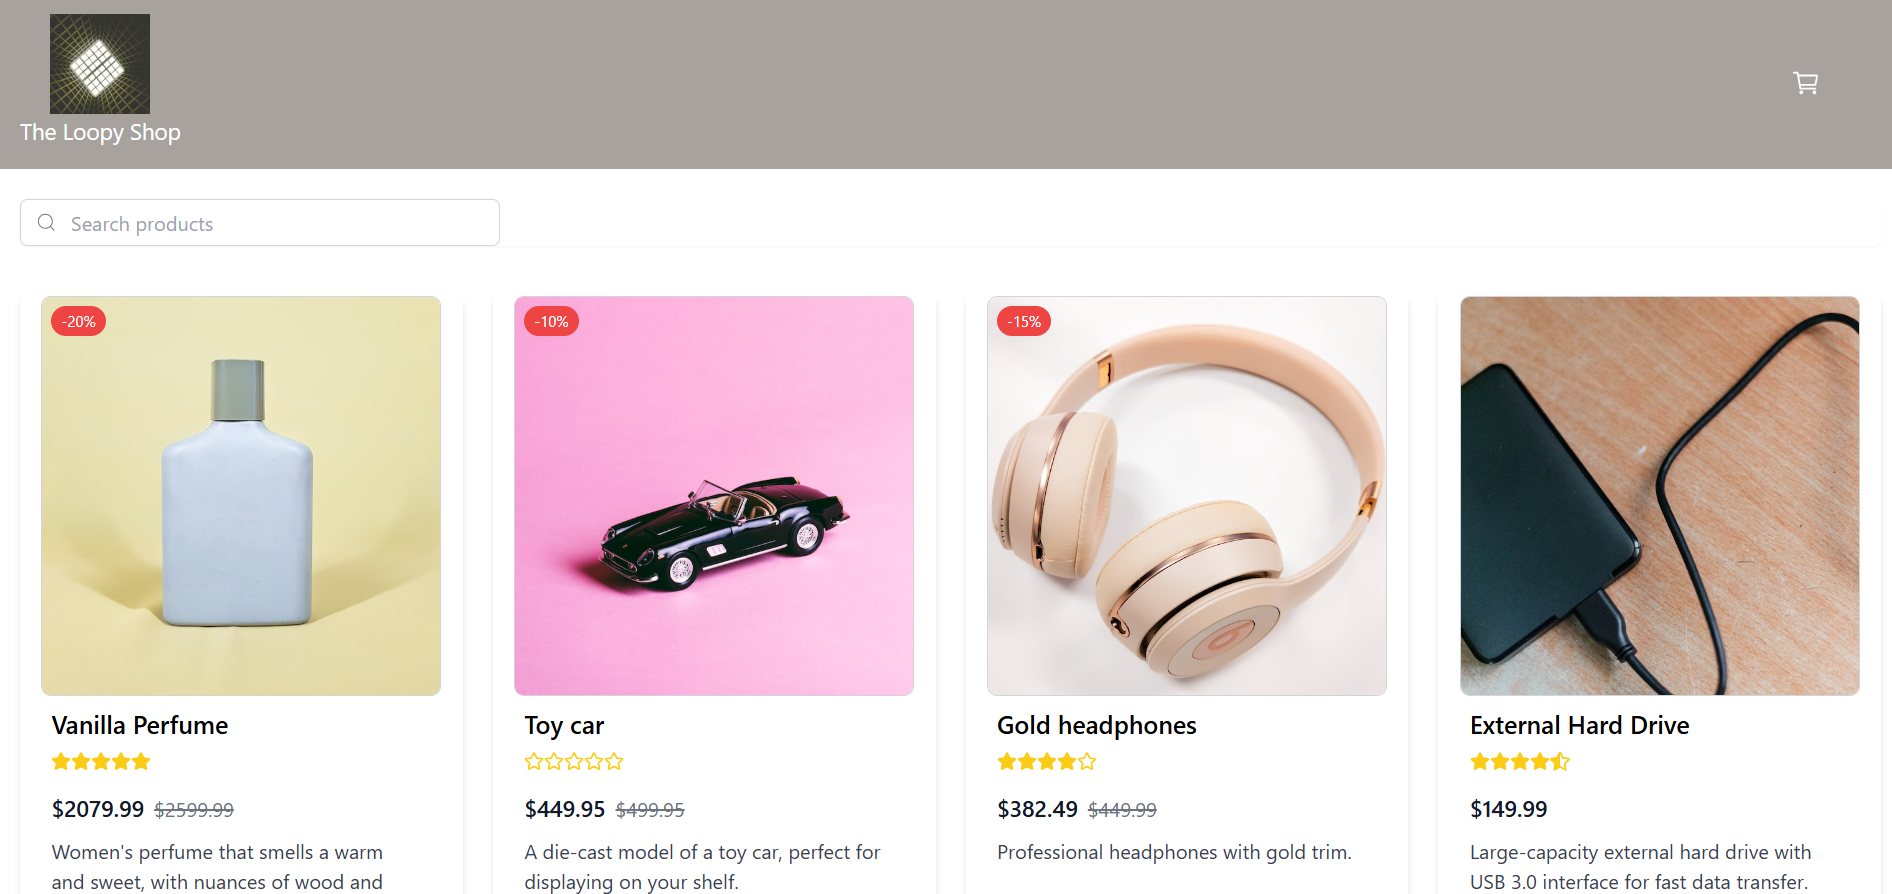 The Loopy Shop
Search products
-20%
-10%
-15%
Vanilla Perfume
$2079.99 $2599.99
Women's perfume that smells a warm
and sweet, with nuances of wood and
Toy car
$449.95 $499.95
A die-cast model of a toy car, perfect for
displaying on your shelf.
Gold headphones
$382.49 $449.99
Professional headphones with gold trim.
External Hard Drive
$149.99
Large-capacity external hard drive with
USB 3.0 interface for fast data transfer.